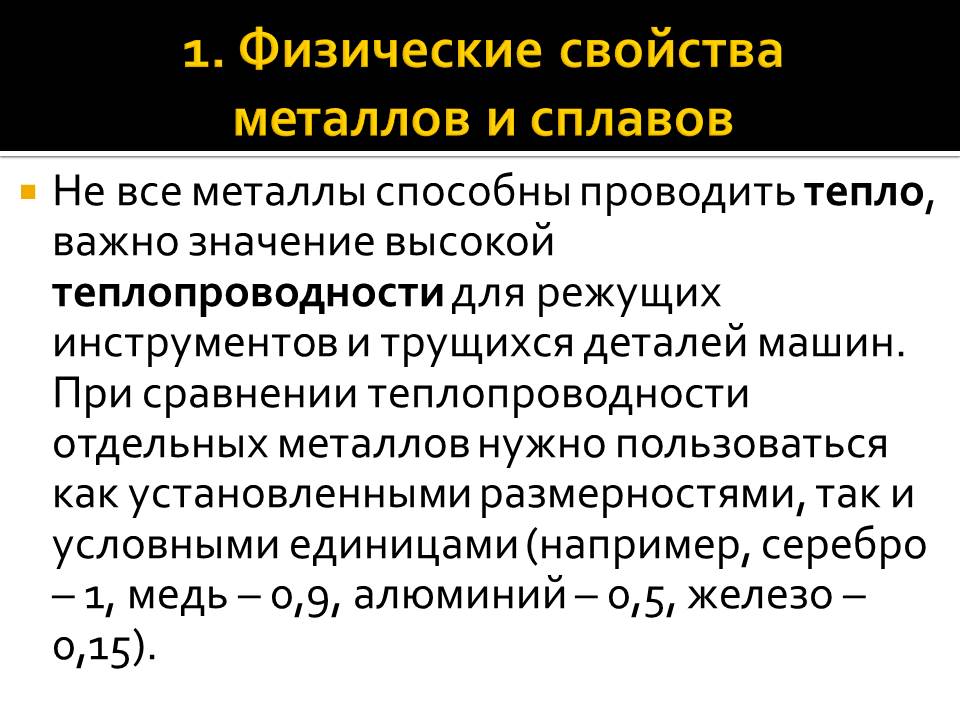 1. Физические свойства
металлов и сплавов
Не все металлы способны проводить тепло,
важно значение высокой
теплопроводности для режущих
инструментов и трущихся деталей машин.
При сравнении теплопроводности
отдельных металлов нужно пользоваться
как установленными размерностями, так и
условными единицами (например, серебро
– 1, медь – 0,9, алюминий – 0,5, железо –
0,15).